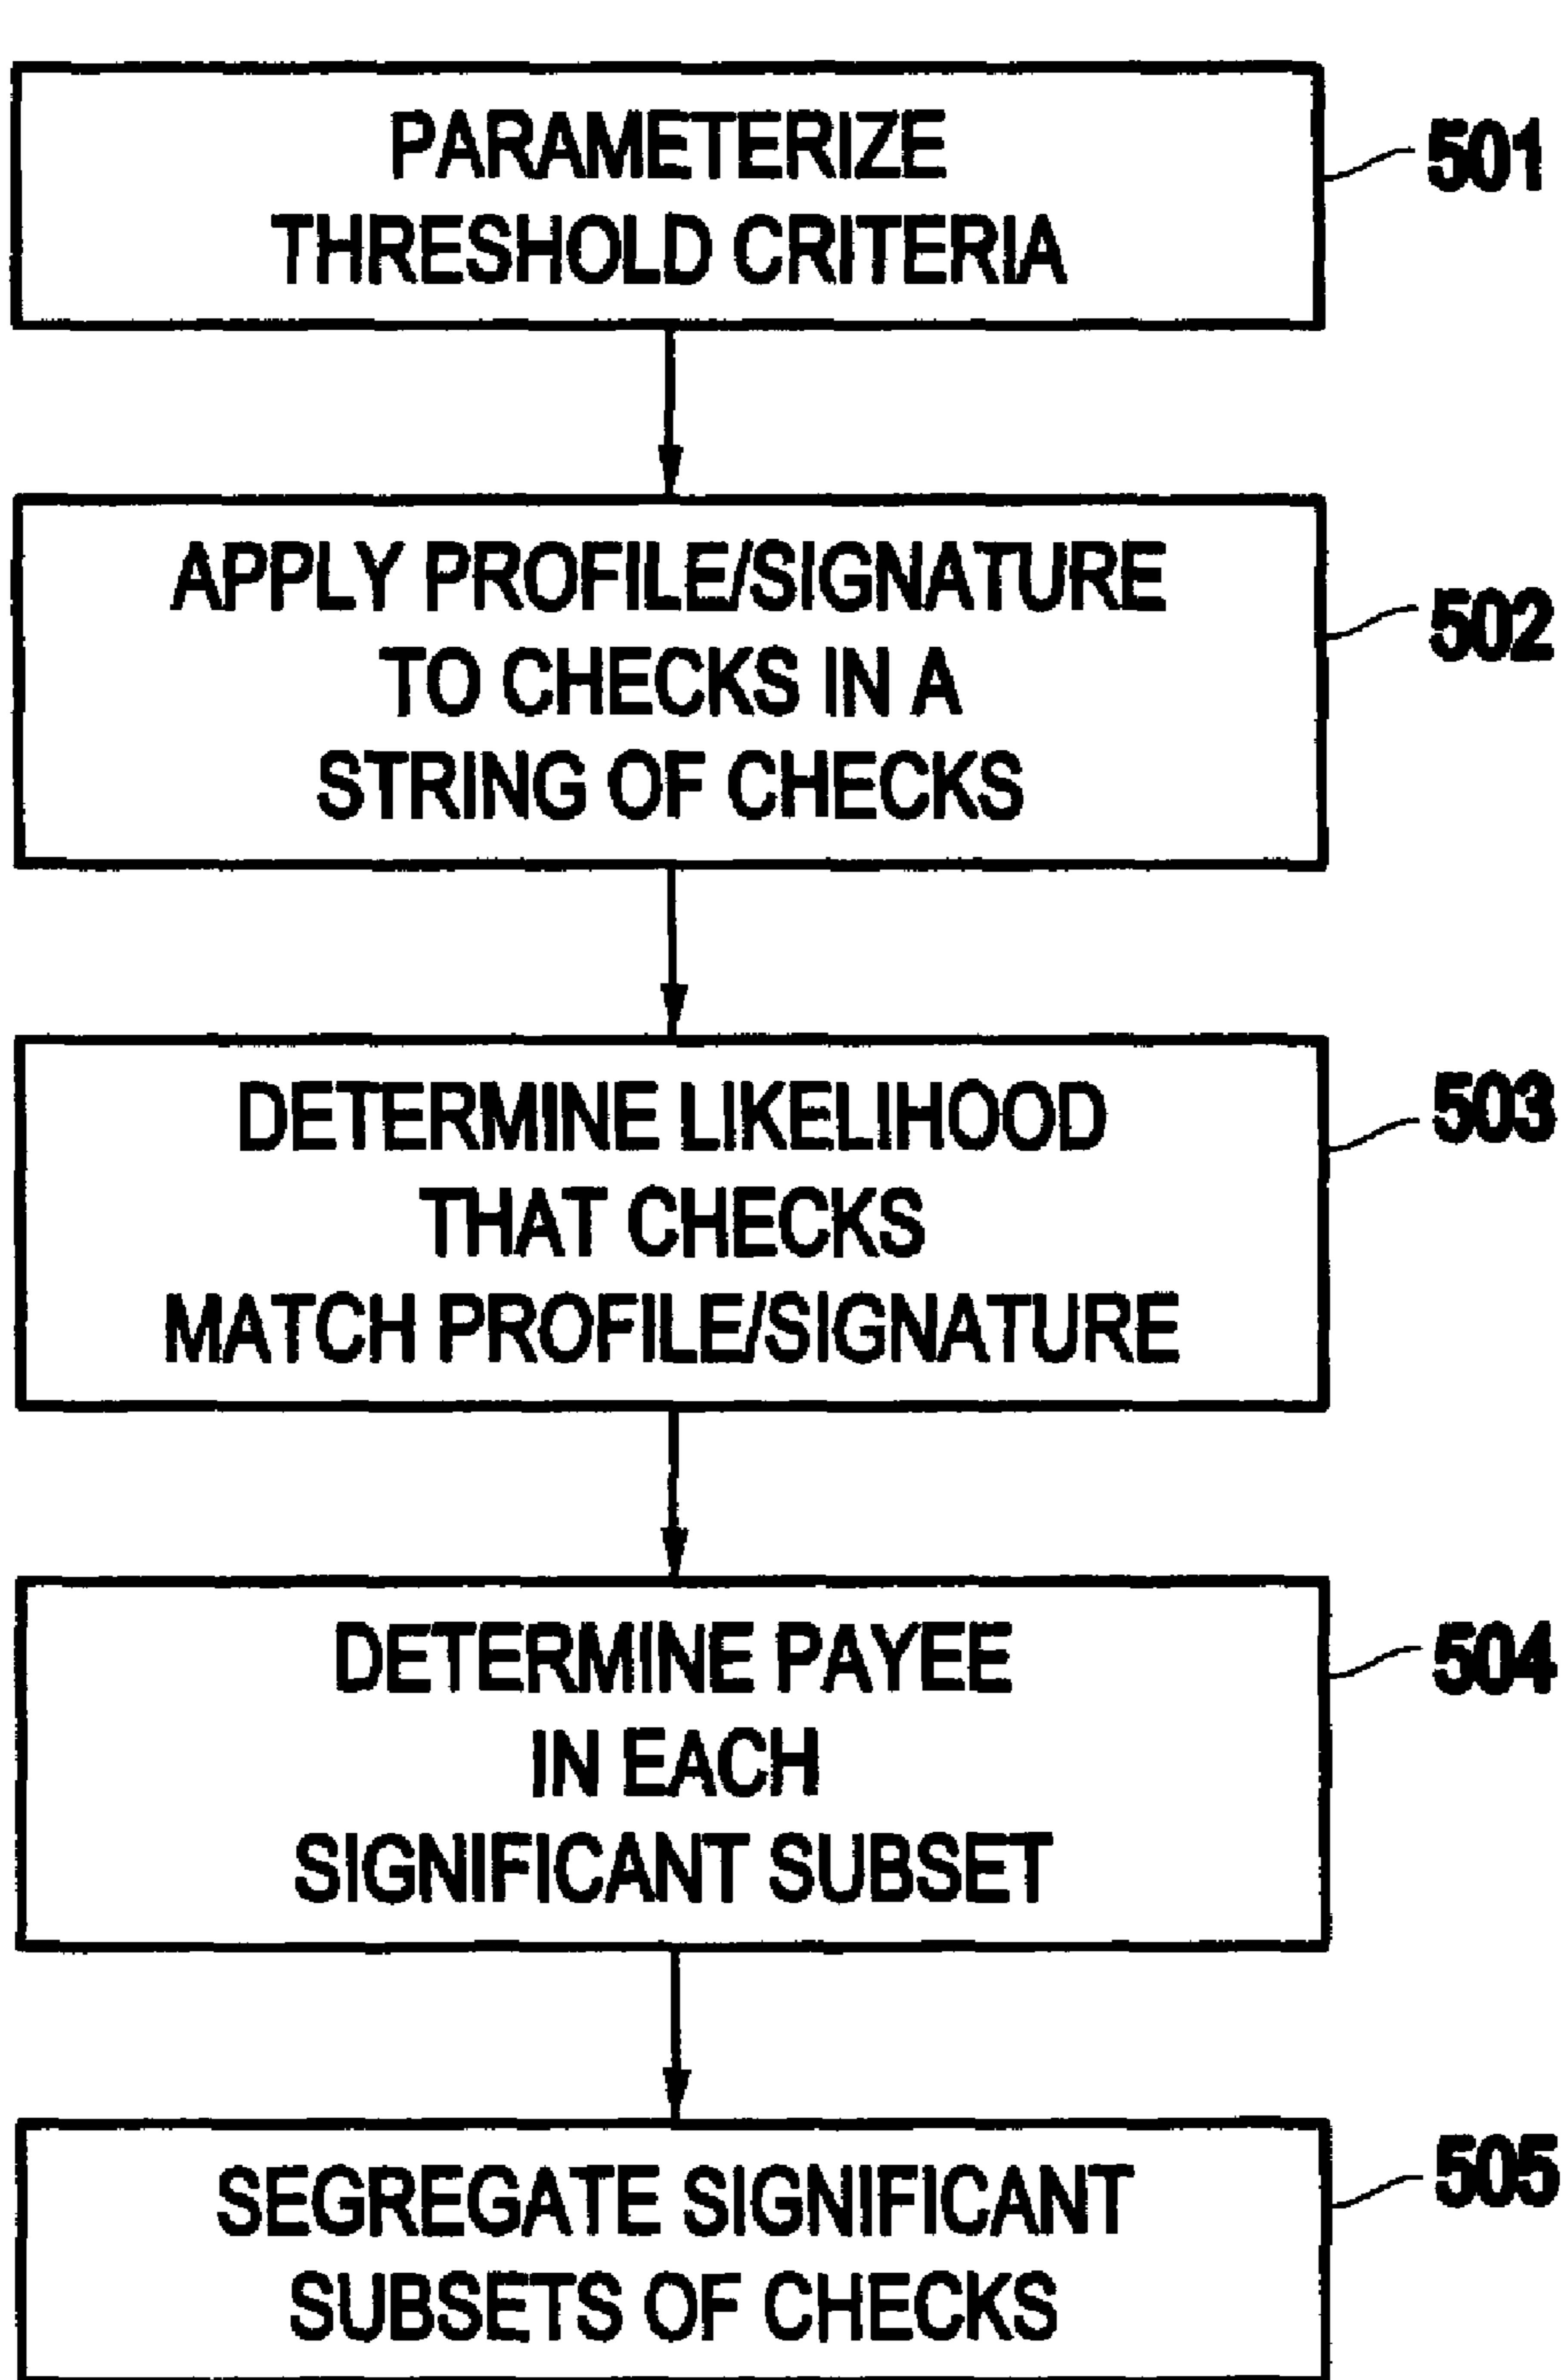 PARAMETERIZE
THRESHOLD CRITERIA
501
APPLY PROFILE/SIGNATURE
TO CHECKS IN A
STRING OF CHECKS
502
DETERMINE LIKELIHOOD
THAT CHECKS
MATCH PROFILE/SIGNATURE
503
DETERMINE PAYEE
IN EACH
SIGNIFICANT SUBSET
504
SEGREGATE SIGNIFICANT
SUBSETS OF CHECKS
505